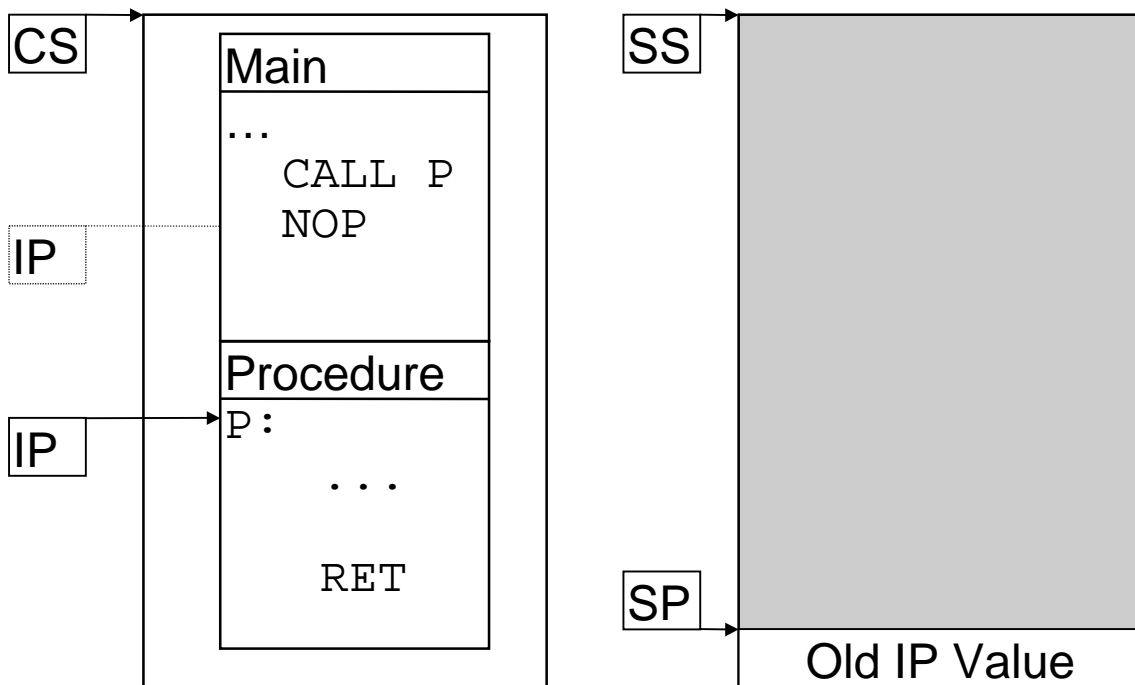 CS
Main
…
CALL P
NOP
IP
Procedure
IP
P:
...
RET
SS
SP
Old IP Value